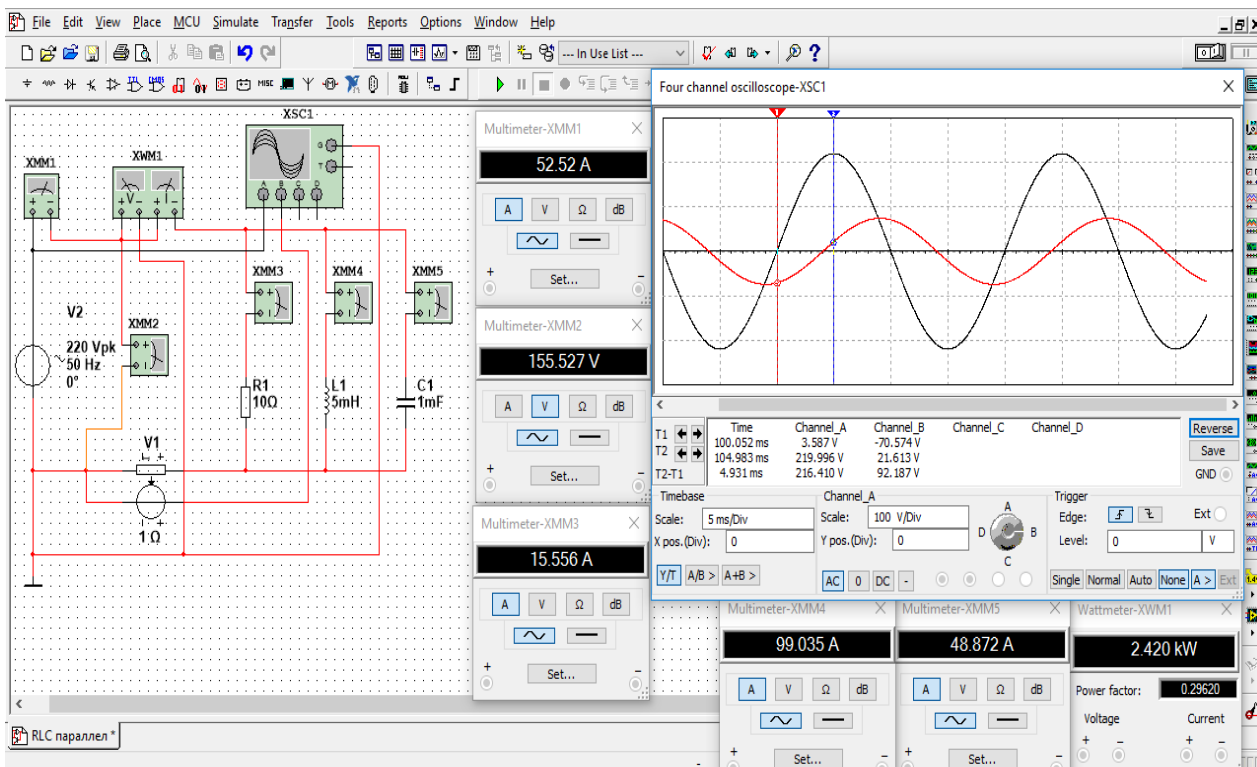 File Edit View Place MCU Simulate Transfer Tools Reports Options Window Help
--- In Use List ---
MISC
XSC1
G
T
A B C D
XMM1
XWM1
+ -
+V- +I-
XMM3
XMM4
XMM5
V2
220 Vpk
50 Hz
0°
XMM2
R1
10Ω
L1
5mH
C1
1mF
V1
1 Ω
RLC параллел *
Multimeter-XMM1
52.52 A
A V Ω dB
+ Set... -
Multimeter-XMM2
155.527 V
A V Ω dB
+ Set... -
Multimeter-XMM3
15.556 A
A V Ω dB
+ Set... -
Four channel oscilloscope-XSC1
1 2
Time Channel_A Channel_B Channel_C Channel_D
T1 100.052 ms 3.587 V -70.574 V
T2 104.983 ms 219.996 V 21.613 V
T2-T1 4.931 ms 216.410 V 92.187 V
Reverse
Save
GND
Timebase
Scale: 5 ms/Div
X pos.(Div): 0
Y/T A/B > A+B >
Channel_A
Scale: 100 V/Div
Y pos.(Div): 0
AC 0 DC -
A
D B
C
Trigger
Edge: Ext
Level: 0 V
Single Normal Auto None A > Ext
Multimeter-XMM4
99.035 A
A V Ω dB
+ Set... -
Multimeter-XMM5
48.872 A
A V Ω dB
+ Set... -
Wattmeter-XWM1
2.420 kW
Power factor: 0.29620
Voltage Current
+ - + -